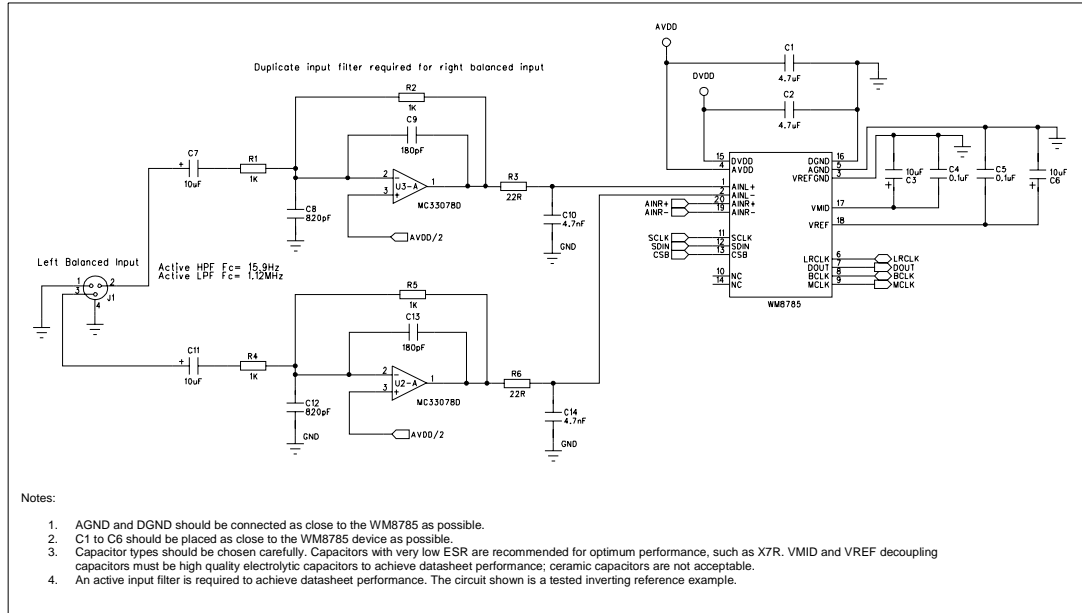 AVDD
Duplicate input filter required for right balanced input
C1
4.7uF
DVDD
C2
4.7uF
R2
1K
C9
180pF
C7
+
10uF
R1
1K
2
-
U3-A
3
+
1
MC33078D
R3
22R
C8
820pF
AVDD/2
C10
4.7nF
GND
15
DVDD
4
AVDD
DGND
16
AGND
5
VREFGND
3
10uF
C3
+
C4
0.1uF
C5
0.1uF
10uF
C6
+
1
AINL+
2
AINL-
AINR+
20
AINR+
AINR-
19
AINR-
VMID
17
VREF
18
SCLK
11
SCLK
SDIN
12
SDIN
CSB
13
CSB
10
NC
14
NC
LRCLK
6
LRCLK
DOUT
7
DOUT
BCLK
8
BCLK
MCLK
9
MCLK
WM8785
Left Balanced Input
Active HPF Fc= 15.9Hz
Active LPF Fc= 1.12MHz
1
2
3
J1
4
R5
1K
C13
180pF
C11
+
10uF
R4
1K
2
-
U2-A
3
+
1
MC33078D
R6
22R
C12
820pF
GND
AVDD/2
C14
4.7nF
GND
Notes:
1. AGND and DGND should be connected as close to the WM8785 as possible.
2. C1 to C6 should be placed as close to the WM8785 device as possible.
3. Capacitor types should be chosen carefully. Capacitors with very low ESR are recommended for optimum performance, such as X7R. VMID and VREF decoupling
capacitors must be high quality electrolytic capacitors to achieve datasheet performance; ceramic capacitors are not acceptable.
4. An active input filter is required to achieve datasheet performance. The circuit shown is a tested inverting reference example.